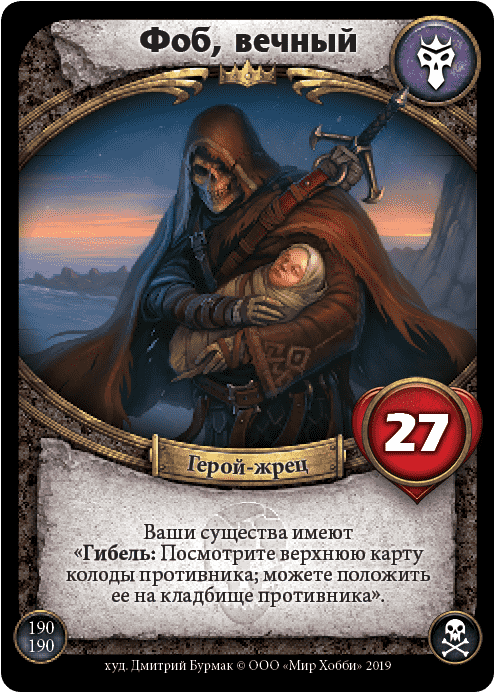 Фоб, вечный
27
Герой-жрец
Ваши существа имеют
«Гибель: Посмотрите верхнюю карту
колоды противника; можете положить
ее на кладбище противника».
190
190
худ. Дмитрий Бурмак © ООО «Мир Хобби» 2019